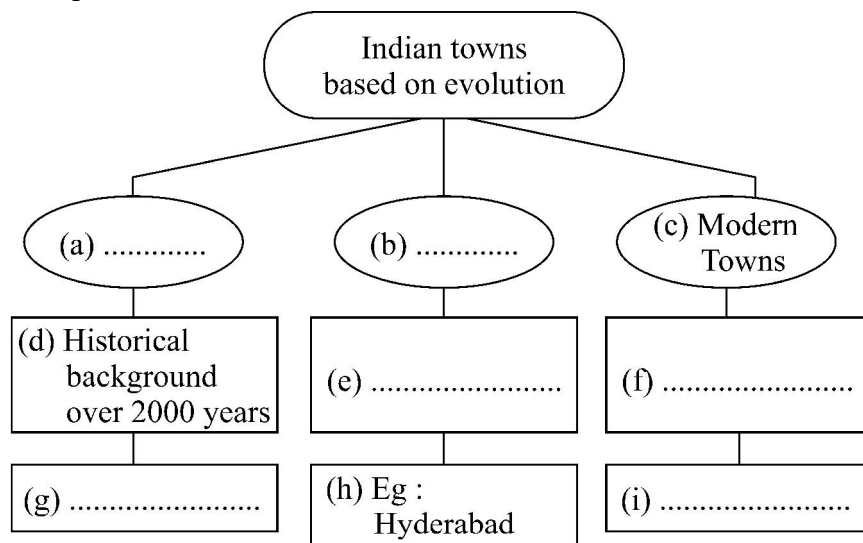 Indian towns
based on evolution
(a) .............
(b) .............
(c) Modern
Towns
(d) Historical
background
over 2000 years
(e) ........................
(f) ........................
(g) ........................
(h) Eg :
Hyderabad
(i) ........................